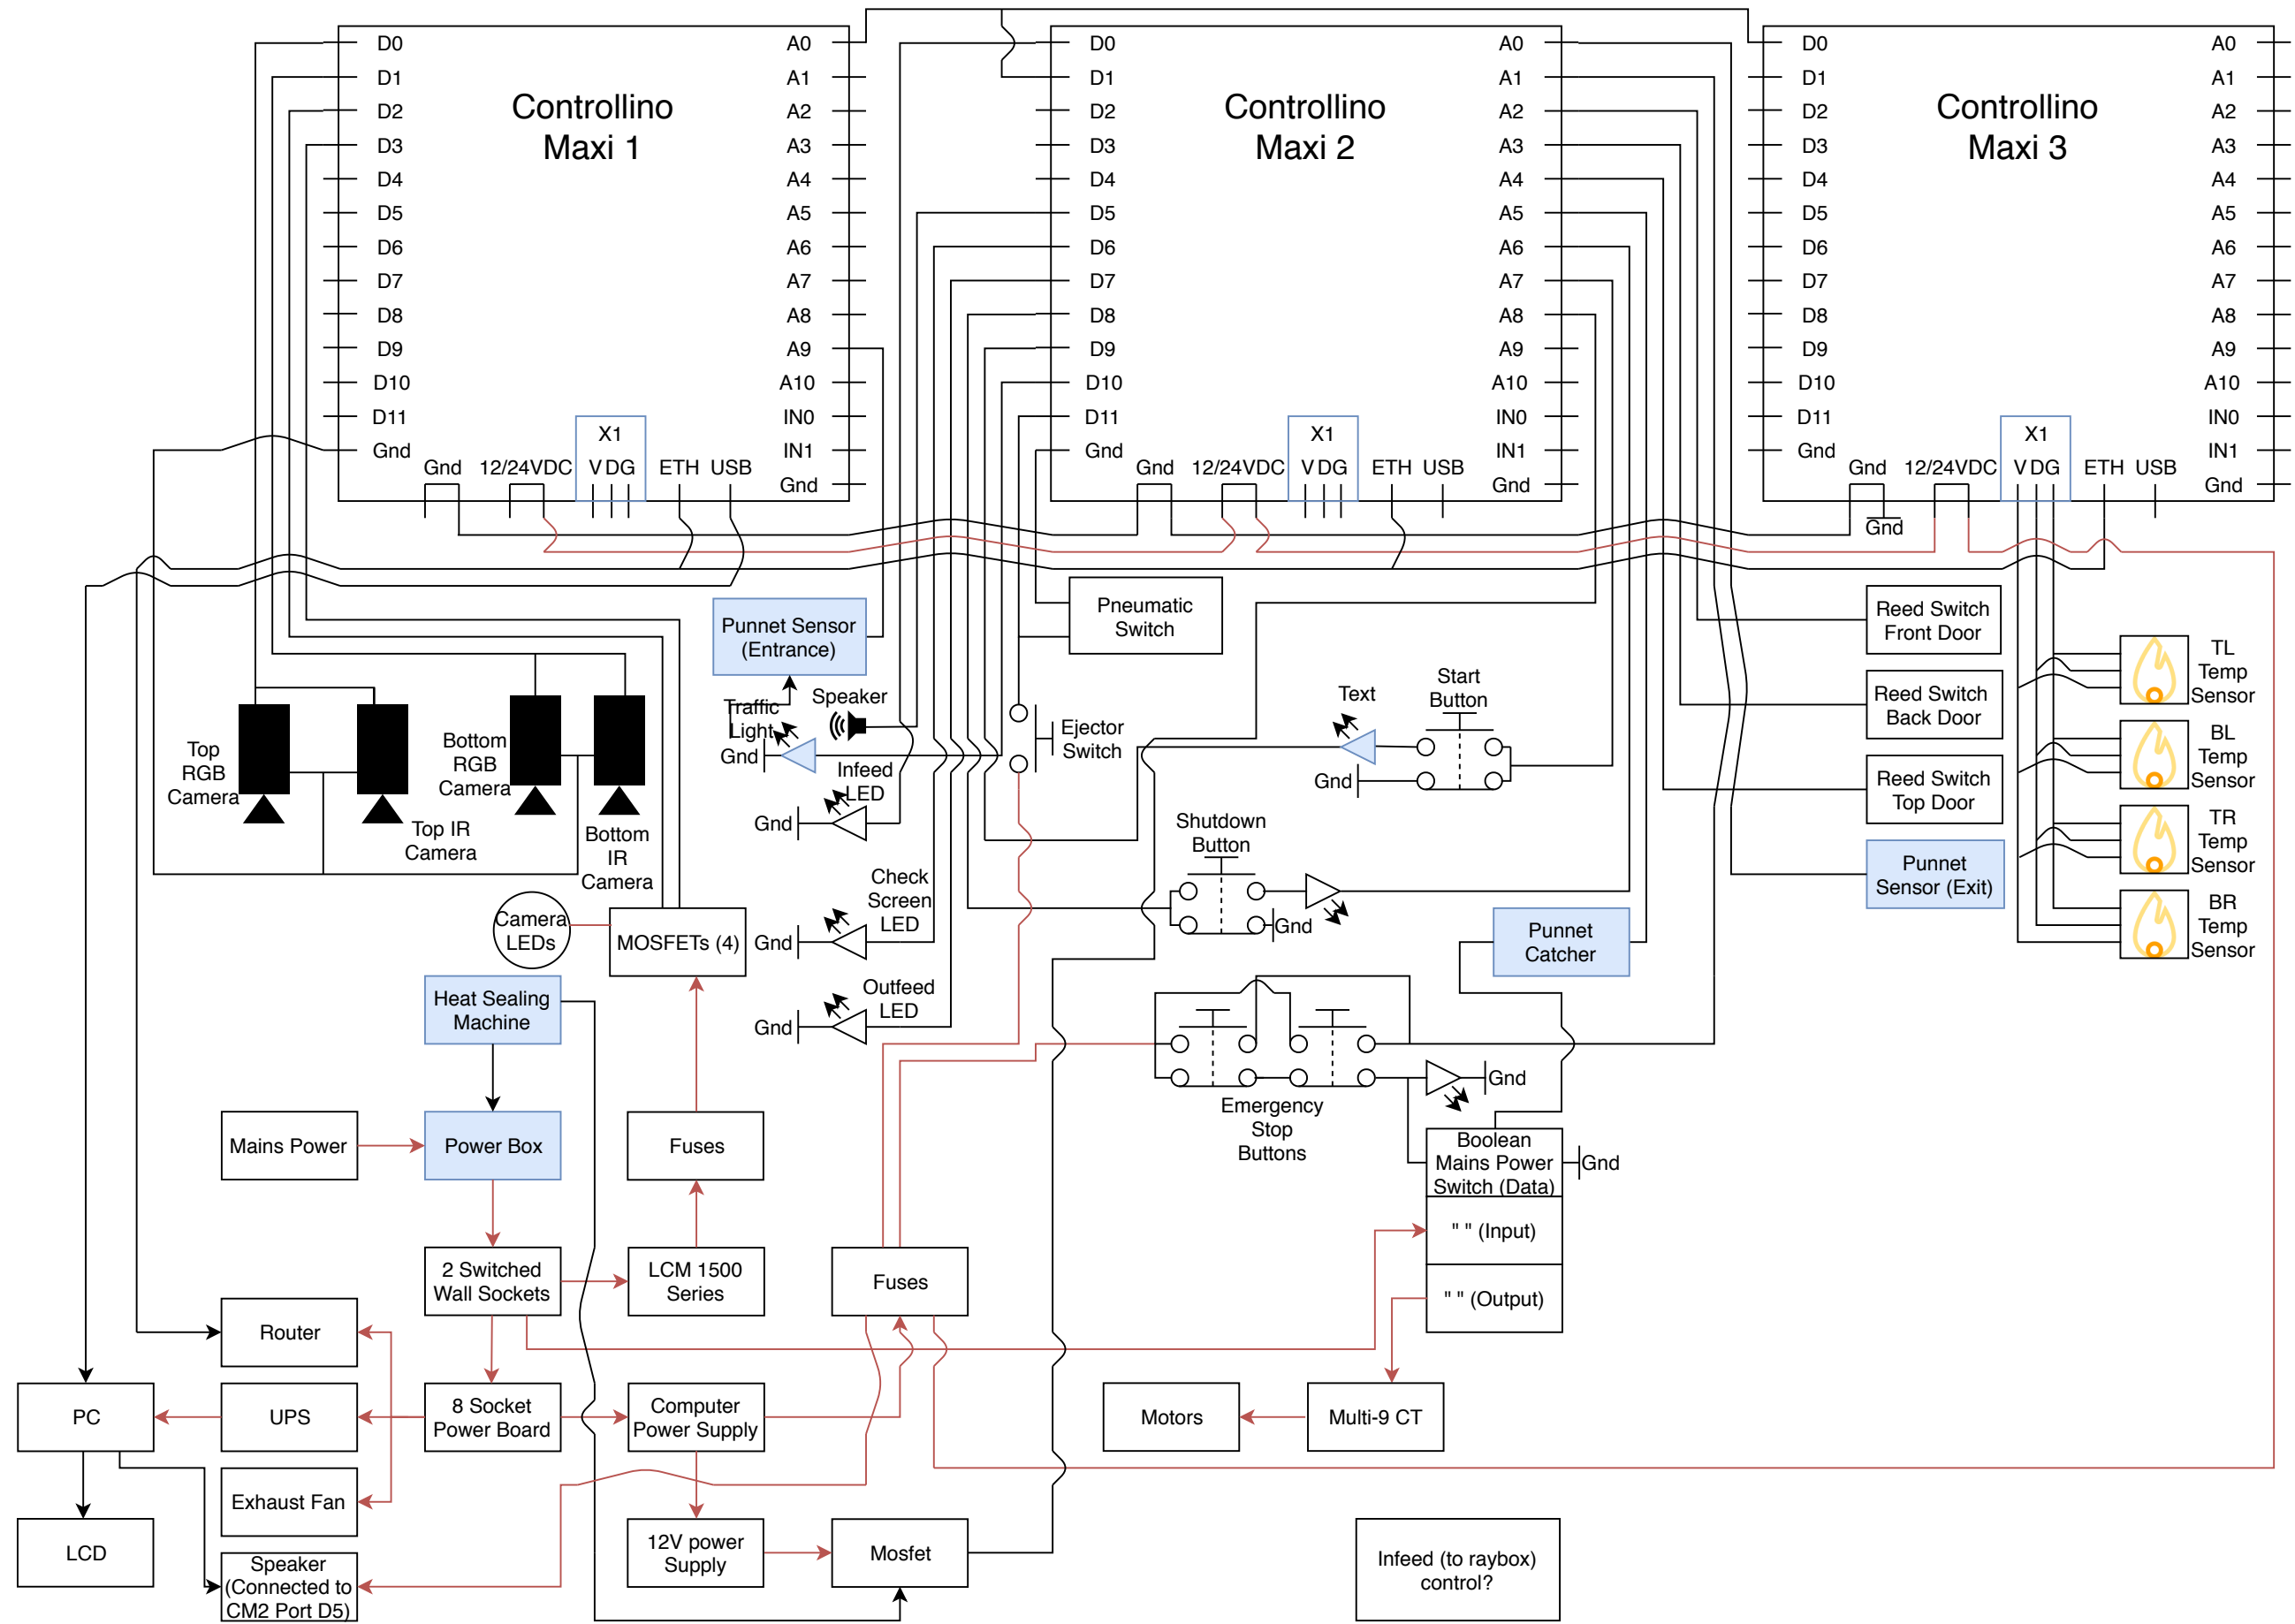 D0
D1
D2
D3
D4
D5
D6
D7
D8
D9
D10
D11
Gnd
Controllino
Maxi 1
A0
A1
A2
A3
A4
A5
A6
A7
A8
A9
A10
IN0
IN1
Gnd
Gnd
12/24VDC
X1
V D G
ETH
USB
D0
D1
D2
D3
D4
D5
D6
D7
D8
D9
D10
D11
Gnd
Controllino
Maxi 2
A0
A1
A2
A3
A4
A5
A6
A7
A8
A9
A10
IN0
IN1
Gnd
Gnd
12/24VDC
X1
V D G
ETH
USB
D0
D1
D2
D3
D4
D5
D6
D7
D8
D9
D10
D11
Gnd
Controllino
Maxi 3
A0
A1
A2
A3
A4
A5
A6
A7
A8
A9
A10
IN0
IN1
Gnd
Gnd
12/24VDC
X1
V D G
ETH
USB
Gnd
Punnet Sensor
(Entrance)
Pneumatic
Switch
Reed Switch
Front Door
Reed Switch
Back Door
Reed Switch
Top Door
Punnet
Sensor (Exit)
TL
Temp
Sensor
BL
Temp
Sensor
TR
Temp
Sensor
BR
Temp
Sensor
Top
RGB
Camera
Top IR
Camera
Bottom
RGB
Camera
Bottom
IR
Camera
Traffic
Light
Gnd
Speaker
Infeed
LED
Gnd
Ejector
Switch
Text
Start
Button
Gnd
Shutdown
Button
Gnd
Check
Screen
LED
Gnd
Outfeed
LED
Gnd
Camera
LEDs
MOSFETs (4)
Punnet
Catcher
Heat Sealing
Machine
Emergency
Stop
Buttons
Gnd
Mains Power
Power Box
Fuses
Boolean
Mains Power
Switch (Data)
Gnd
" " (Input)
" " (Output)
2 Switched
Wall Sockets
LCM 1500
Series
Fuses
Router
PC
UPS
8 Socket
Power Board
Computer
Power Supply
Motors
Multi-9 CT
Exhaust Fan
LCD
Speaker
(Connected to
CM2 Port D5)
12V power
Supply
Mosfet
Infeed (to raybox)
control?